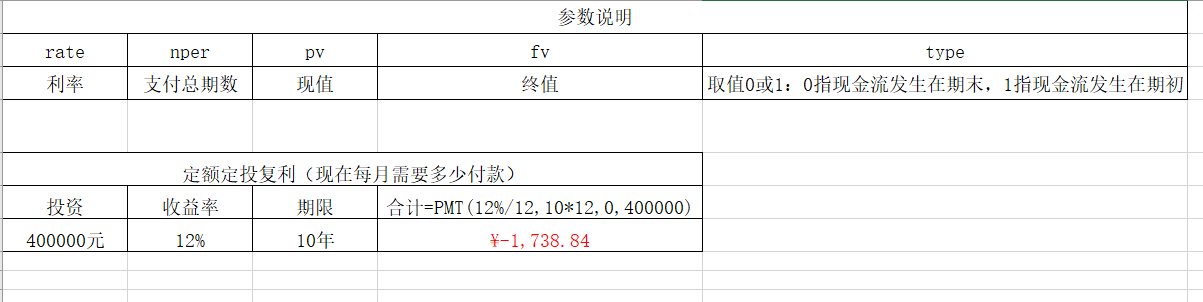 参数说明
rate nper pv fv type
利率 支付总期数 现值 终值 取值0或1：0指现金流发生在期末，1指现金流发生在期初
定额定投复利（现在每月需要多少付款）
投资 收益率 期限 合计=PMT(12%/12,10*12,0,400000)
400000元 12% 10年 ¥-1,738.84